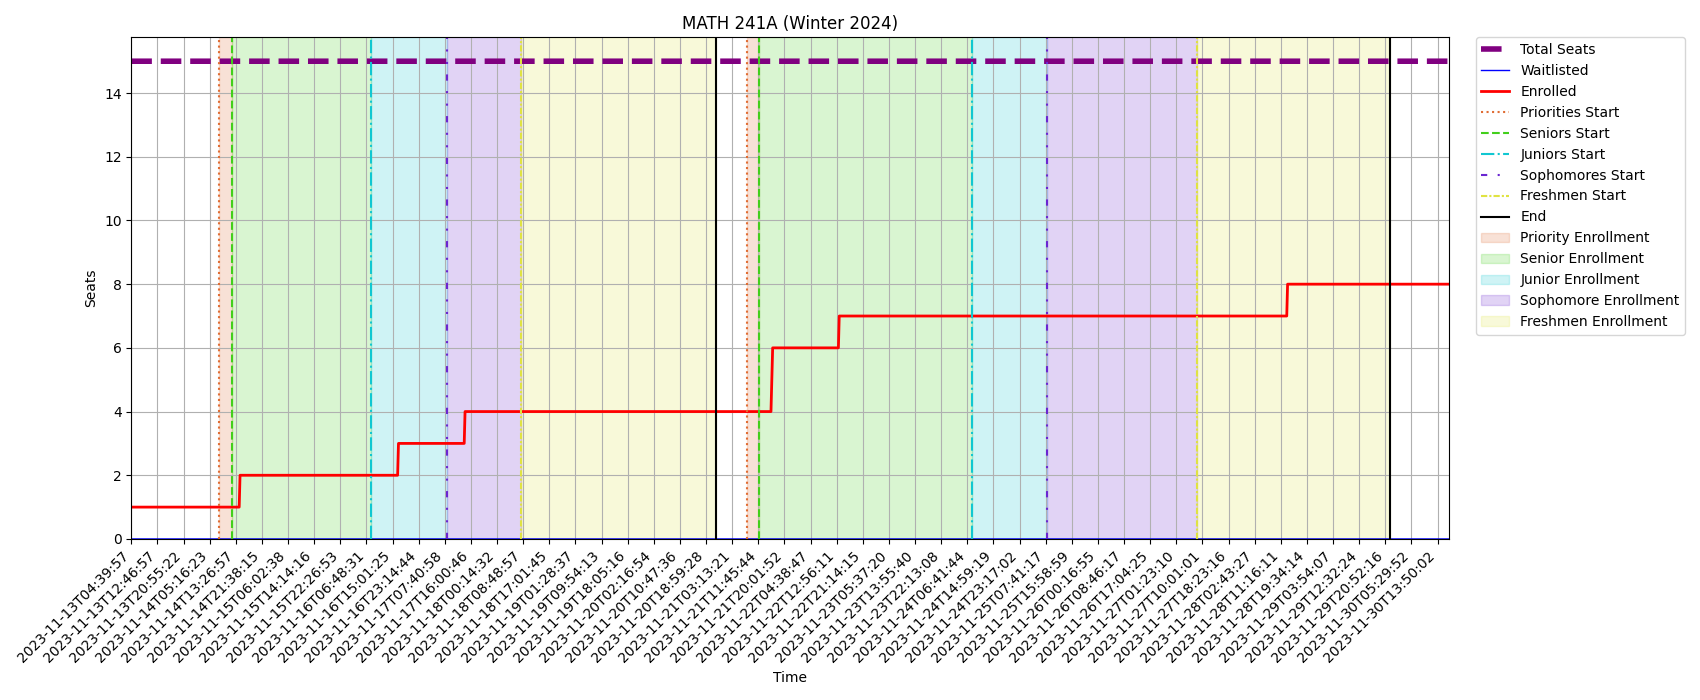 MATH 241A (Winter 2024)
Seats
14
12
10
8
6
4
2
0
2023-11-13T04:39:57
2023-11-13T12:46:57
2023-11-13T20:55:22
2023-11-14T05:16:23
2023-11-14T13:26:57
2023-11-14T21:38:15
2023-11-15T06:02:38
2023-11-15T14:14:16
2023-11-15T22:26:53
2023-11-16T06:48:31
2023-11-16T15:01:25
2023-11-16T23:14:44
2023-11-17T07:40:58
2023-11-17T16:00:46
2023-11-18T00:14:32
2023-11-18T08:48:57
2023-11-18T17:01:45
2023-11-19T01:28:37
2023-11-19T09:54:13
2023-11-19T18:05:16
2023-11-20T02:16:54
2023-11-20T10:47:36
2023-11-20T18:59:28
2023-11-21T03:13:21
2023-11-21T11:45:44
2023-11-21T20:01:52
2023-11-22T04:38:47
2023-11-22T12:56:11
2023-11-22T21:14:15
2023-11-23T05:37:20
2023-11-23T13:55:40
2023-11-23T22:13:08
2023-11-24T06:41:44
2023-11-24T14:59:19
2023-11-24T23:17:02
2023-11-25T07:41:17
2023-11-25T15:58:59
2023-11-26T00:16:55
2023-11-26T08:46:17
2023-11-26T17:04:25
2023-11-27T01:23:10
2023-11-27T10:01:01
2023-11-27T18:23:16
2023-11-28T02:43:27
2023-11-28T11:16:11
2023-11-28T19:34:14
2023-11-29T03:54:07
2023-11-29T12:32:24
2023-11-29T20:52:16
2023-11-30T05:29:52
2023-11-30T13:50:02
Time
Total Seats
Waitlisted
Enrolled
Priorities Start
Seniors Start
Juniors Start
Sophomores Start
Freshmen Start
End
Priority Enrollment
Senior Enrollment
Junior Enrollment
Sophomore Enrollment
Freshmen Enrollment